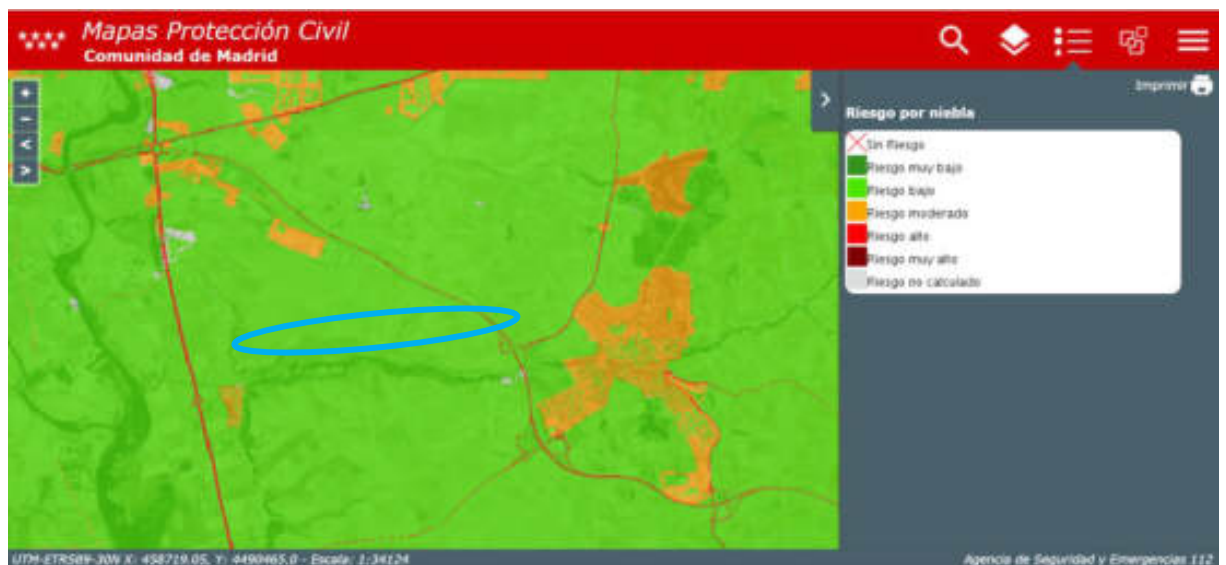 Mapas Protección Civil
Comunidad de Madrid
Imprimir
+
−
<
>
>
Riesgo por niebla
Sin Riesgo
Riesgo muy bajo
Riesgo bajo
Riesgo moderado
Riesgo alto
Riesgo muy alto
Riesgo no calculado
UTM-ETRS89-30N X: 458719.05, Y: 4490465.0 - Escala: 1:34124
Agencia de Seguridad y Emergencias 112